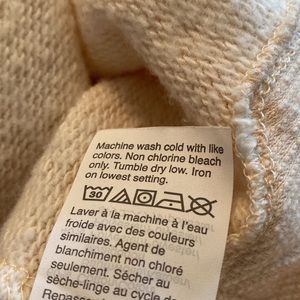 Machine wash cold with like
colors. Non chlorine bleach
only. Tumble dry low. Iron
on lowest setting.
30
Laver à la machine à l'eau
froide avec des couleurs
similaires. Agent de
blanchiment non chloré
seulement. Sécher au
sèche-linge au cycle de
Repasser